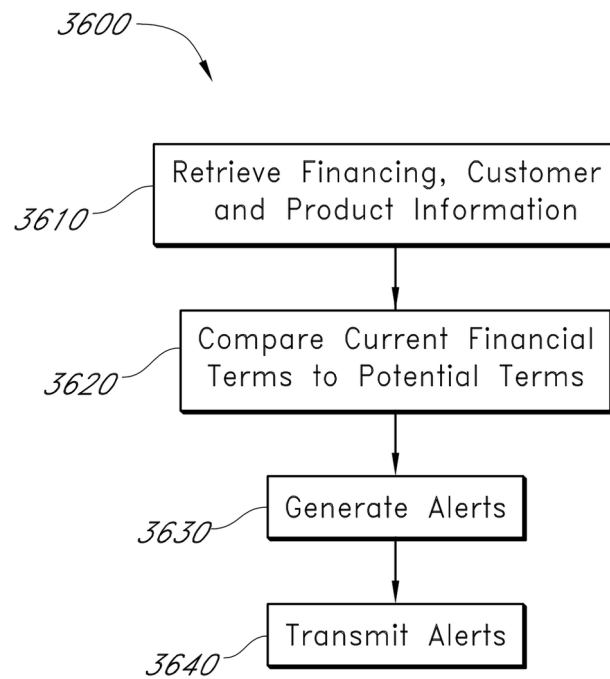 3600
Retrieve Financing, Customer
and Product Information
3610
Compare Current Financial
Terms to Potential Terms
3620
Generate Alerts
3630
Transmit Alerts
3640